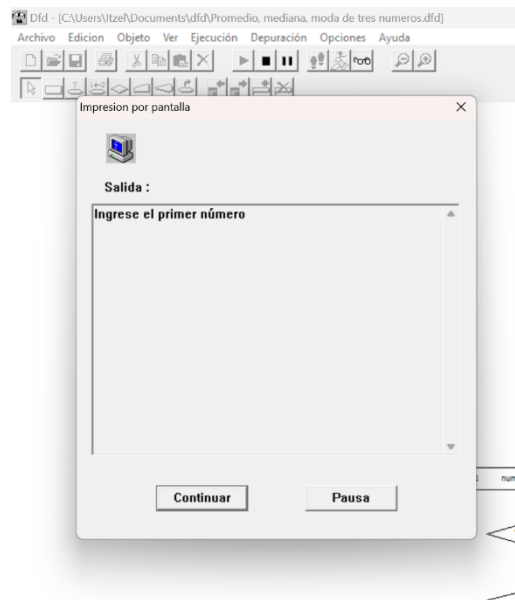 Dfd - [C:\Users\Itzel\Documents\dfd\Promedio, mediana, moda de tres numeros.dfd]
Archivo Edicion Objeto Ver Ejecución Depuración Opciones Ayuda
Impresion por pantalla
Salida :
Ingrese el primer número
Continuar Pausa